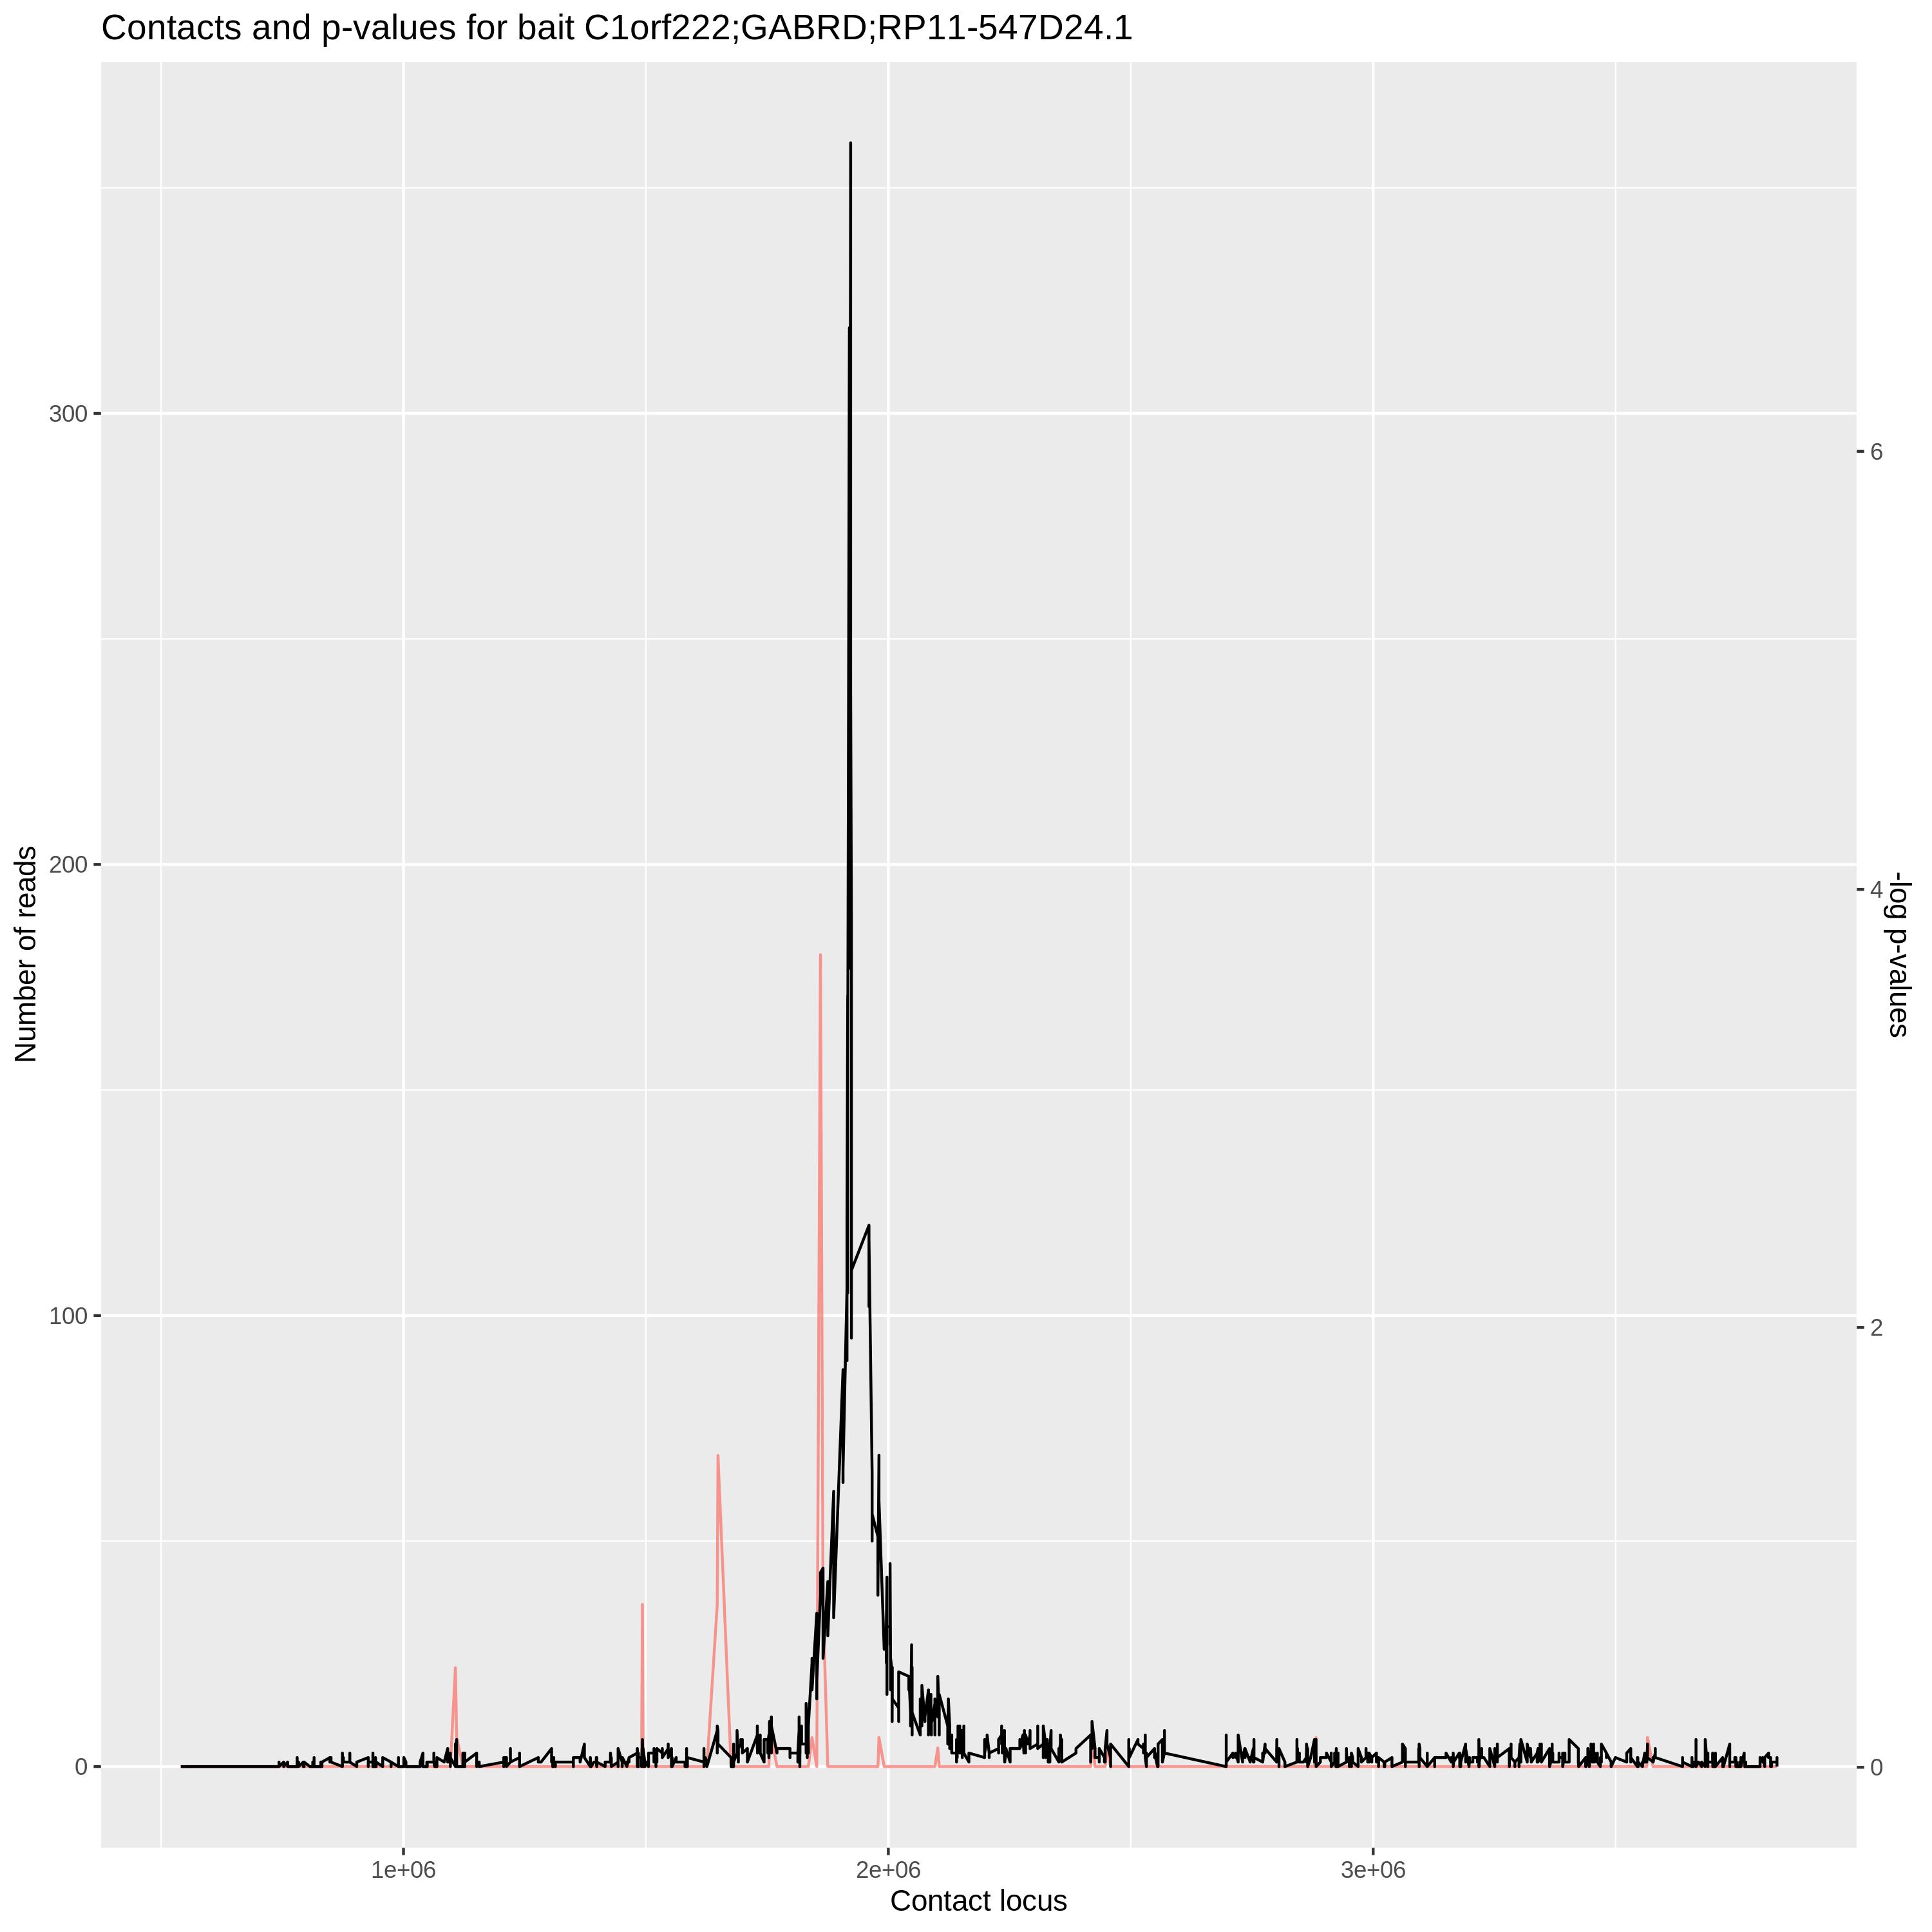 Contacts and p-values for bait C1orf222;GABRD;RP11-547D24.1
300
200
100
0
Number of reads
6
4
2
0
-log p-values
1e+06
2e+06
3e+06
Contact locus